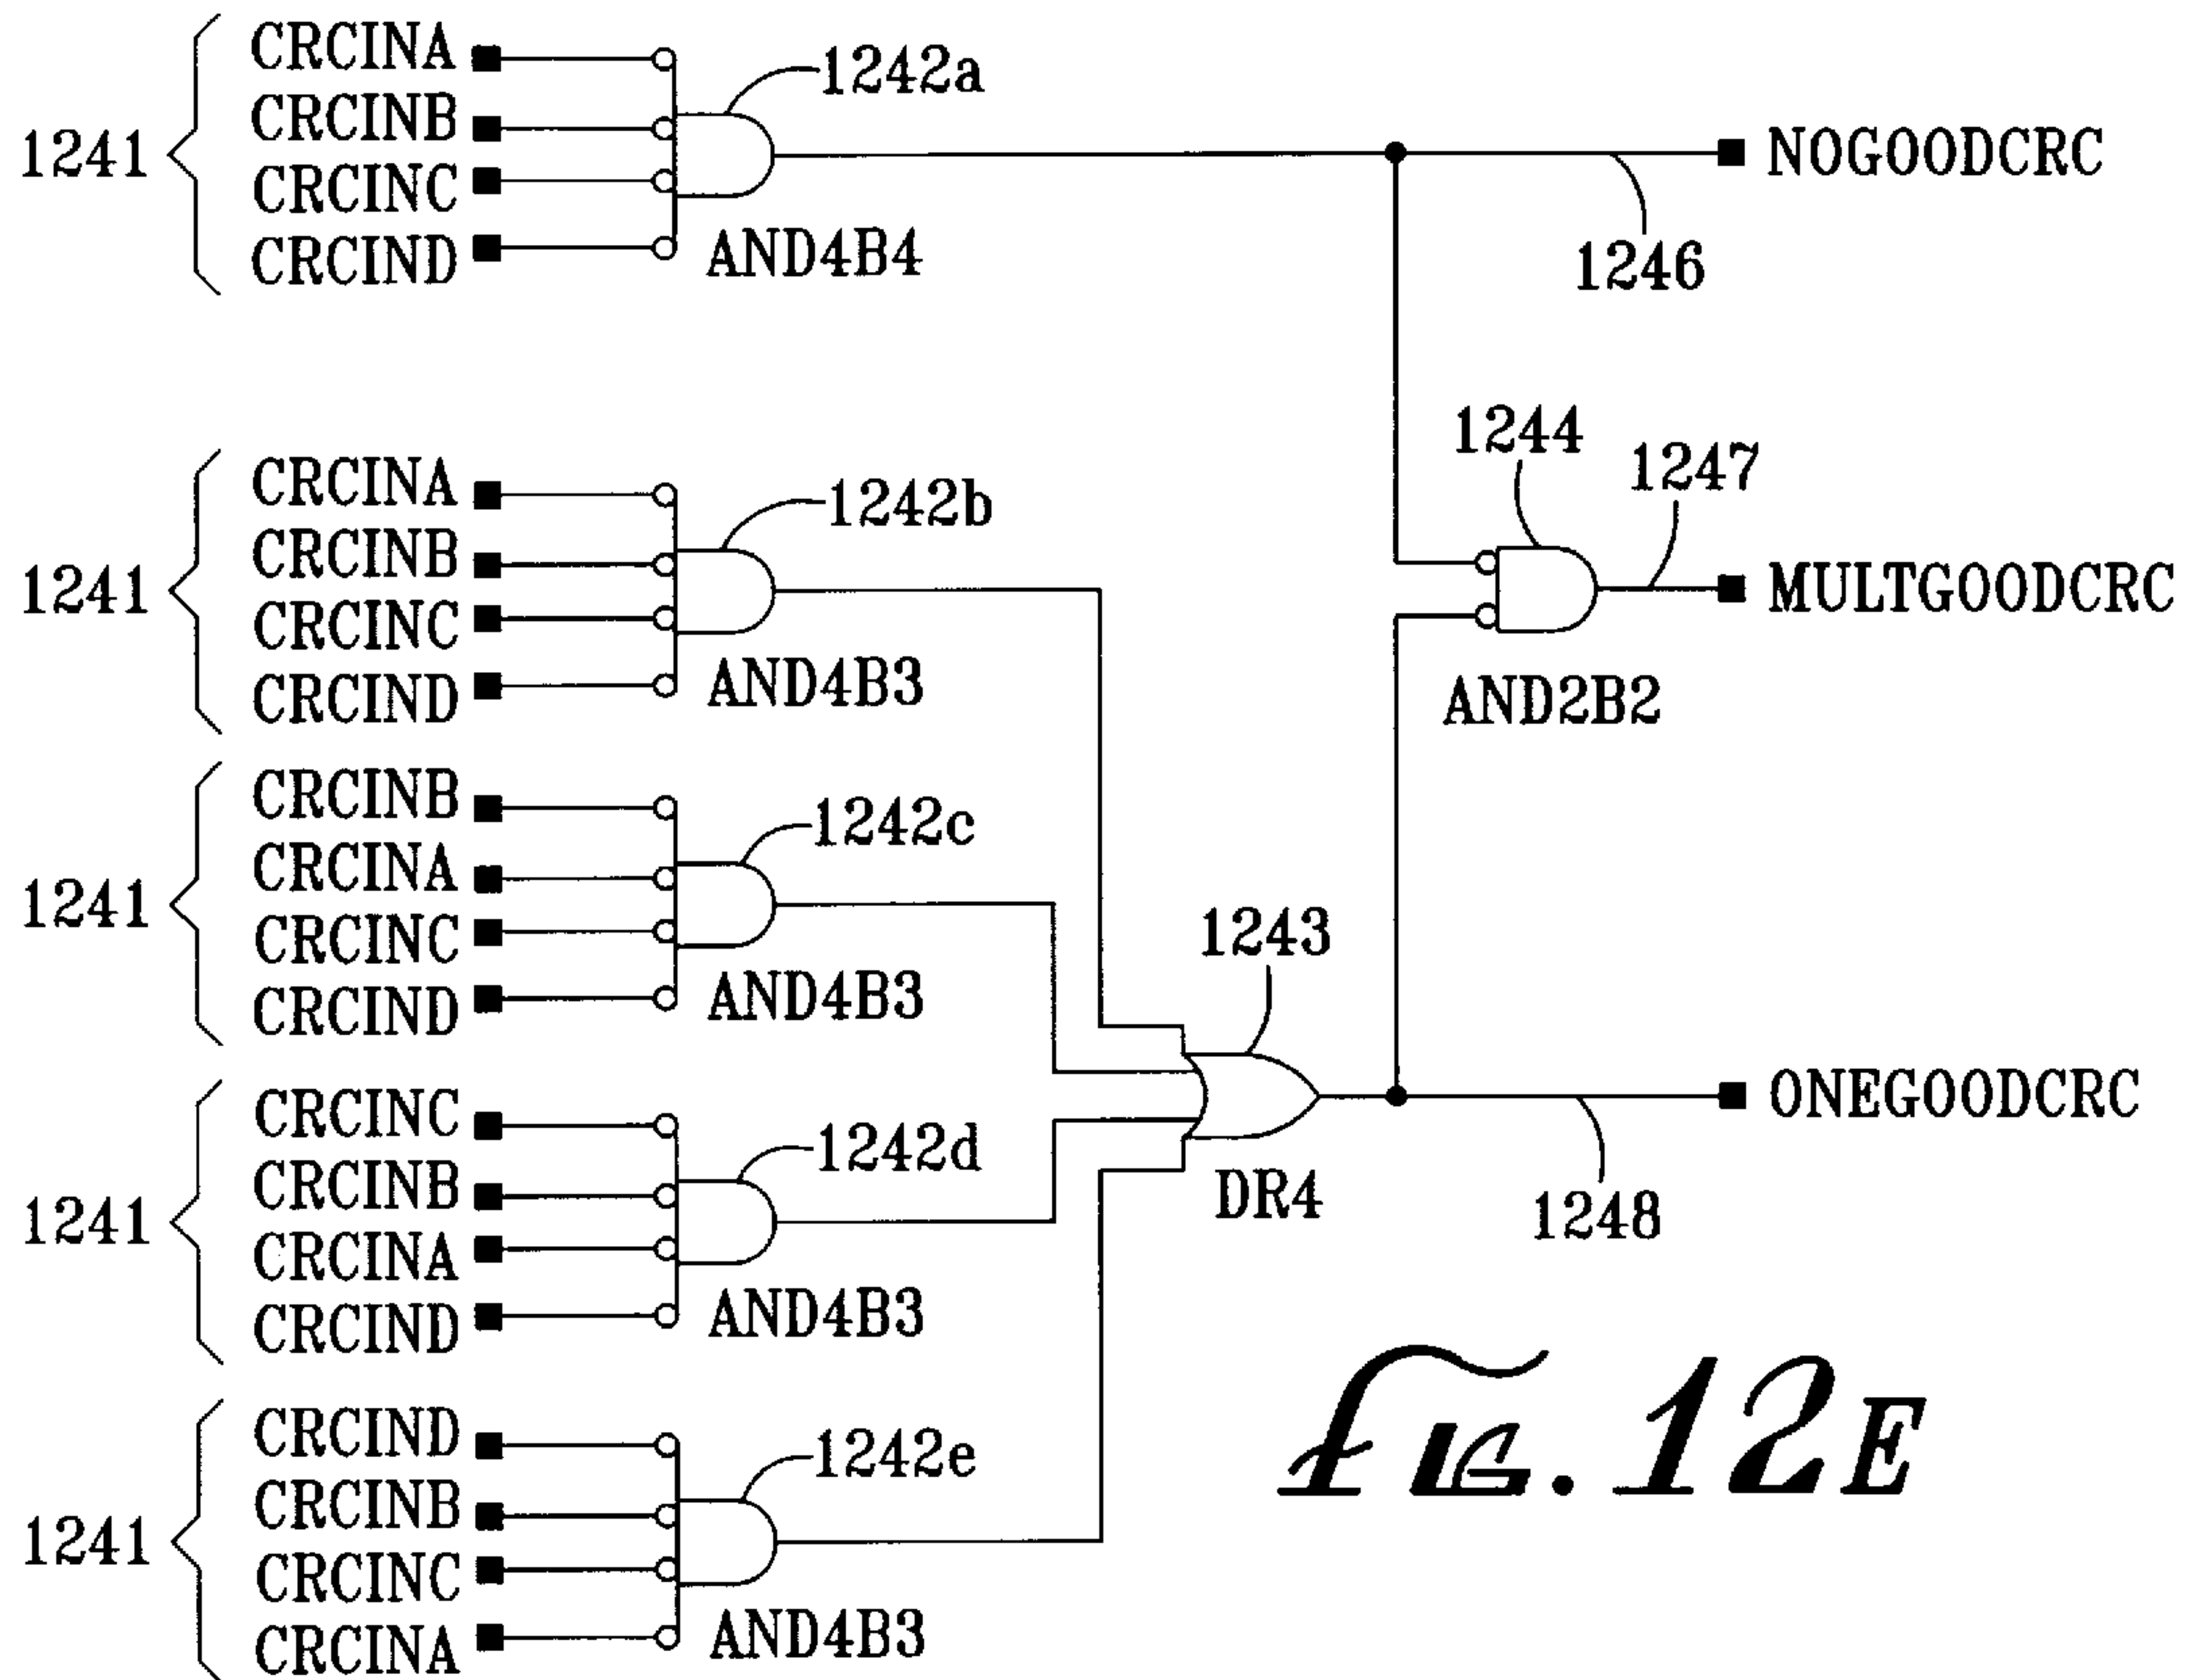 1241
CRCINA
CRCINB
CRCINC
CRCIND
1242a
AND4B4
NOGOODCRC
1246
1241
CRCINA
CRCINB
CRCINC
CRCIND
1242b
AND4B3
1244
1247
MULTGOODCRC
AND2B2
1241
CRCINB
CRCINA
CRCINC
CRCIND
1242c
AND4B3
1243
DR4
ONEGOODCRC
1248
1241
CRCINC
CRCINB
CRCINA
CRCIND
1242d
AND4B3
1241
CRCIND
CRCINB
CRCINC
CRCINA
1242e
AND4B3
FIG. 12E